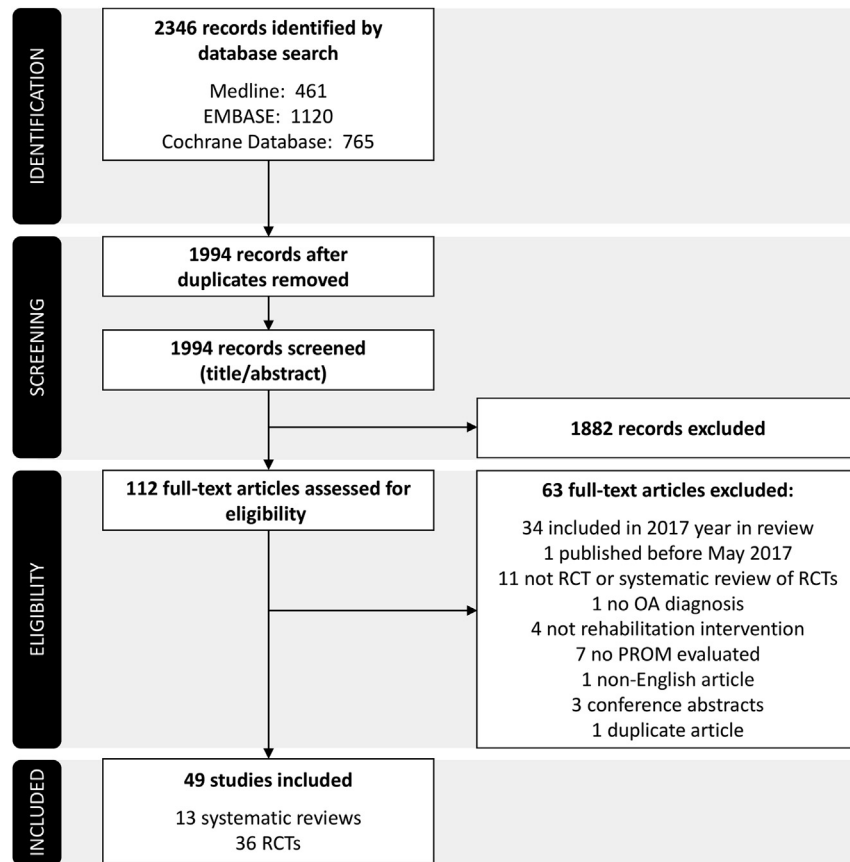 IDENTIFICATION
2346 records identified by
database search
Medline: 461
EMBASE: 1120
Cochrane Database: 765
SCREENING
1994 records after
duplicates removed
1994 records screened
(title/abstract)
1882 records excluded
ELIGIBILITY
112 full-text articles assessed for
eligibility
63 full-text articles excluded:
34 included in 2017 year in review
1 published before May 2017
11 not RCT or systematic review of RCTs
1 no OA diagnosis
4 not rehabilitation intervention
7 no PROM evaluated
1 non-English article
3 conference abstracts
1 duplicate article
INCLUDED
49 studies included
13 systematic reviews
36 RCTs